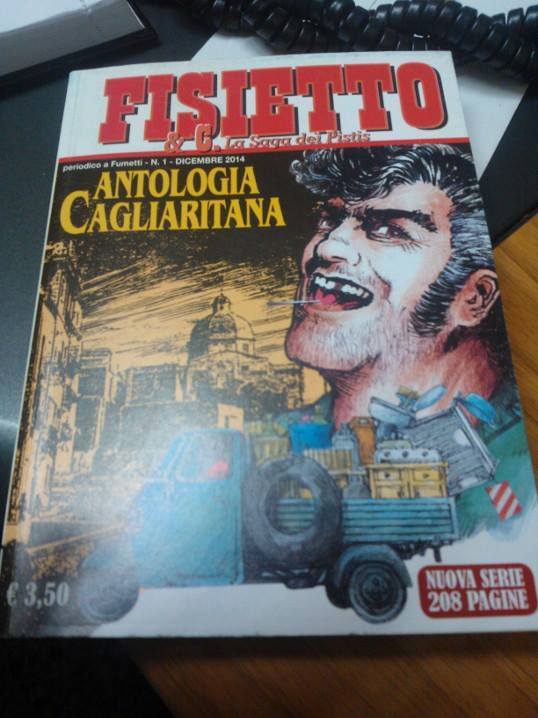 FISIETTO
& C. La Saga dei Pistis
periodico a Fumetti - N. 1 - DICEMBRE 2014
ANTOLOGIA
CAGLIARITANA
€ 3,50
NUOVA SERIE
208 PAGINE